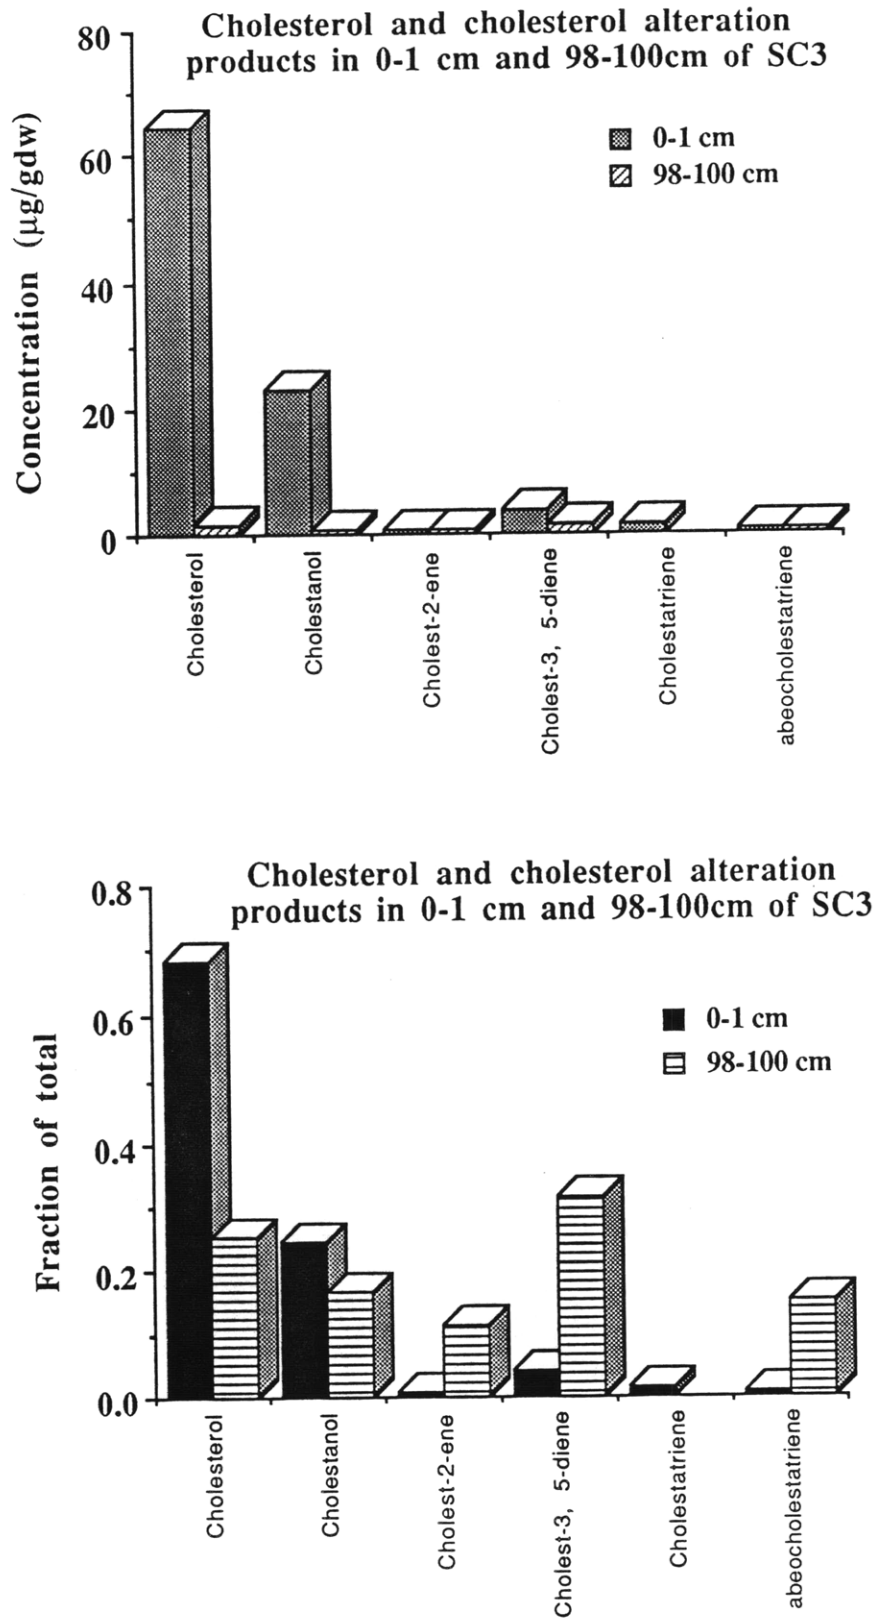 Cholesterol and cholesterol alteration
products in 0-1 cm and 98-100cm of SC3
80
60
40
20
0
Concentration (µg/gdw)
0-1 cm
98-100 cm
Cholesterol
Cholestanol
Cholest-2-ene
Cholest-3, 5-diene
Cholestatriene
abeocholestatriene
Cholesterol and cholesterol alteration
products in 0-1 cm and 98-100cm of SC3
0.8
0.6
0.4
0.2
0.0
Fraction of total
0-1 cm
98-100 cm
Cholesterol
Cholestanol
Cholest-2-ene
Cholest-3, 5-diene
Cholestatriene
abeocholestatriene